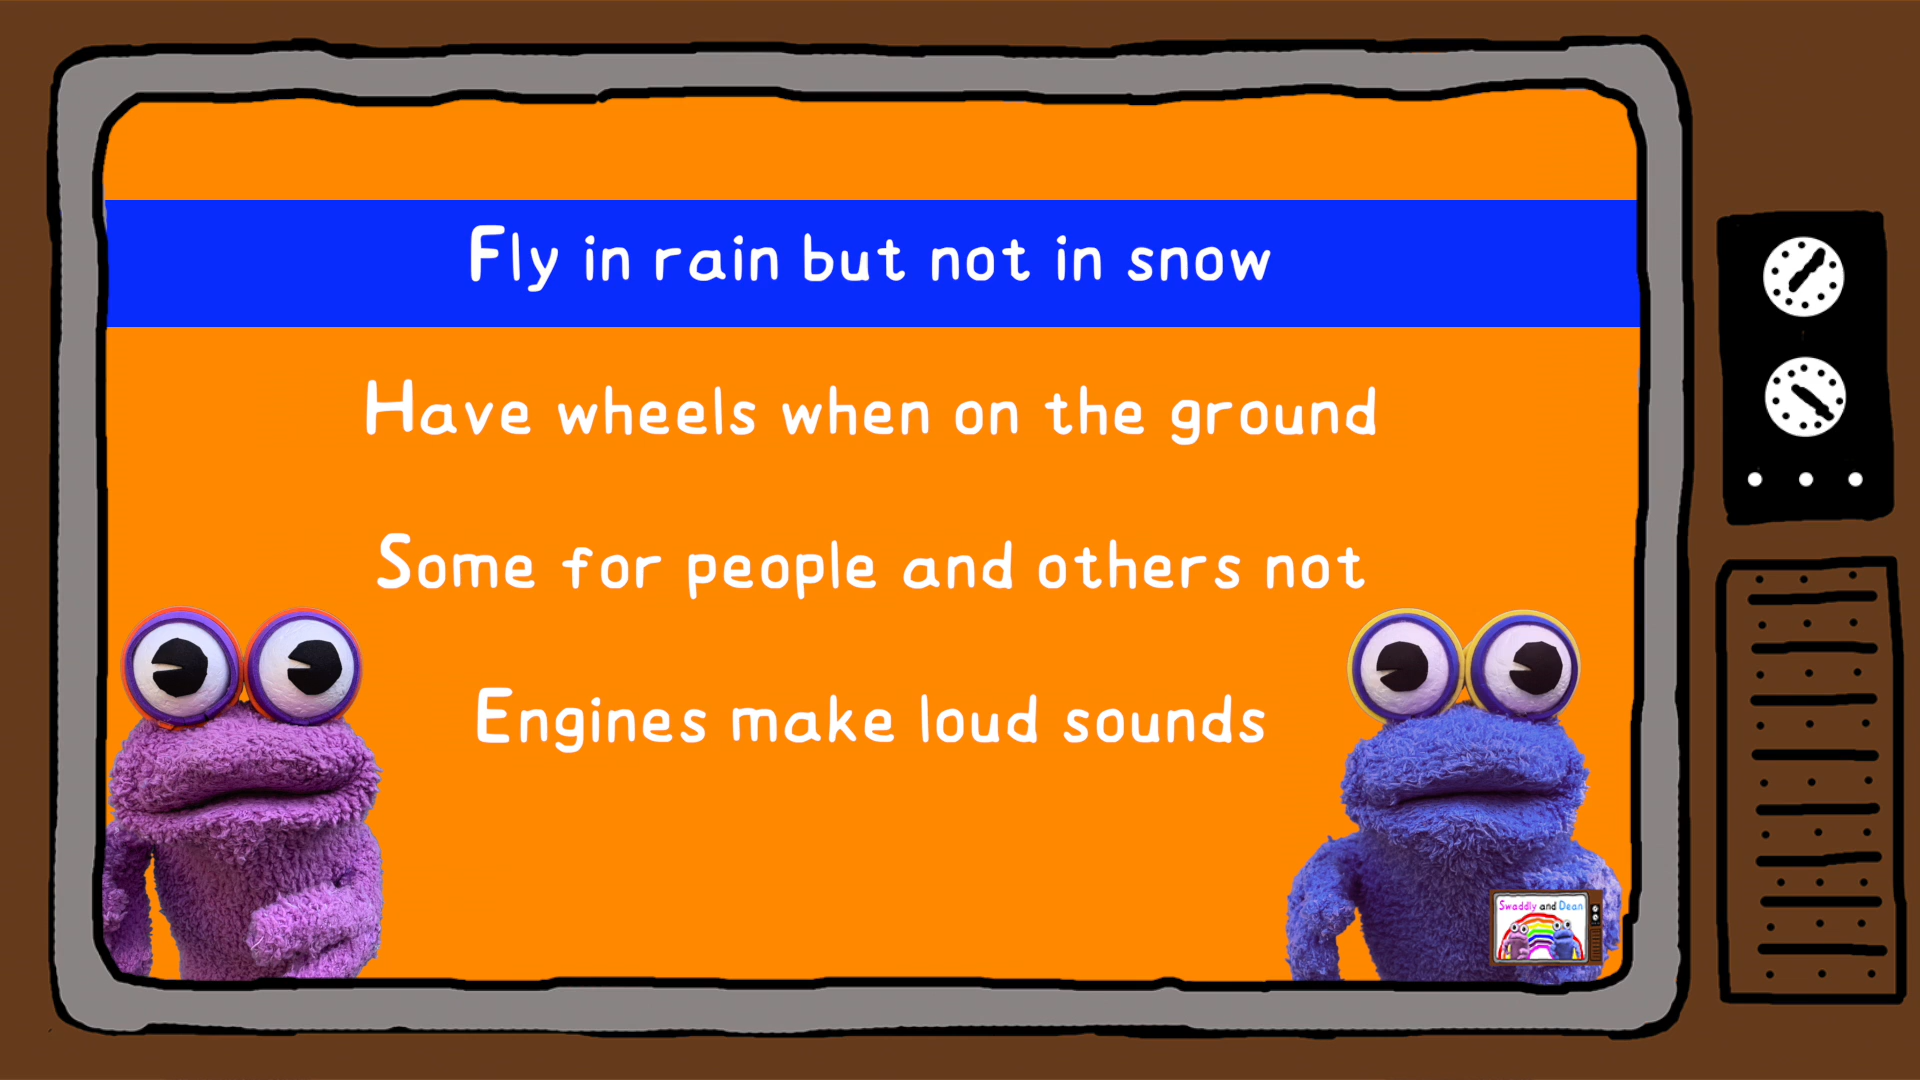 Fly in rain but not in snow
Have wheels when on the ground
Some for people and others not
Engines make loud sounds
Swaddly and Dean